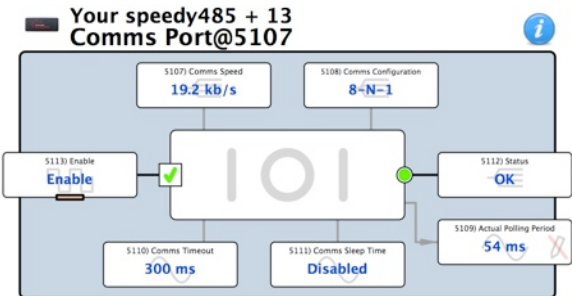 Your speedy485 + 13
Comms Port@5107
5107) Comms Speed
19.2 kb/s
5108) Comms Configuration
8-N-1
5113) Enable
Enable
5112) Status
OK
5109) Actual Polling Period
54 ms
5110) Comms Timeout
300 ms
5111) Comms Sleep Time
Disabled